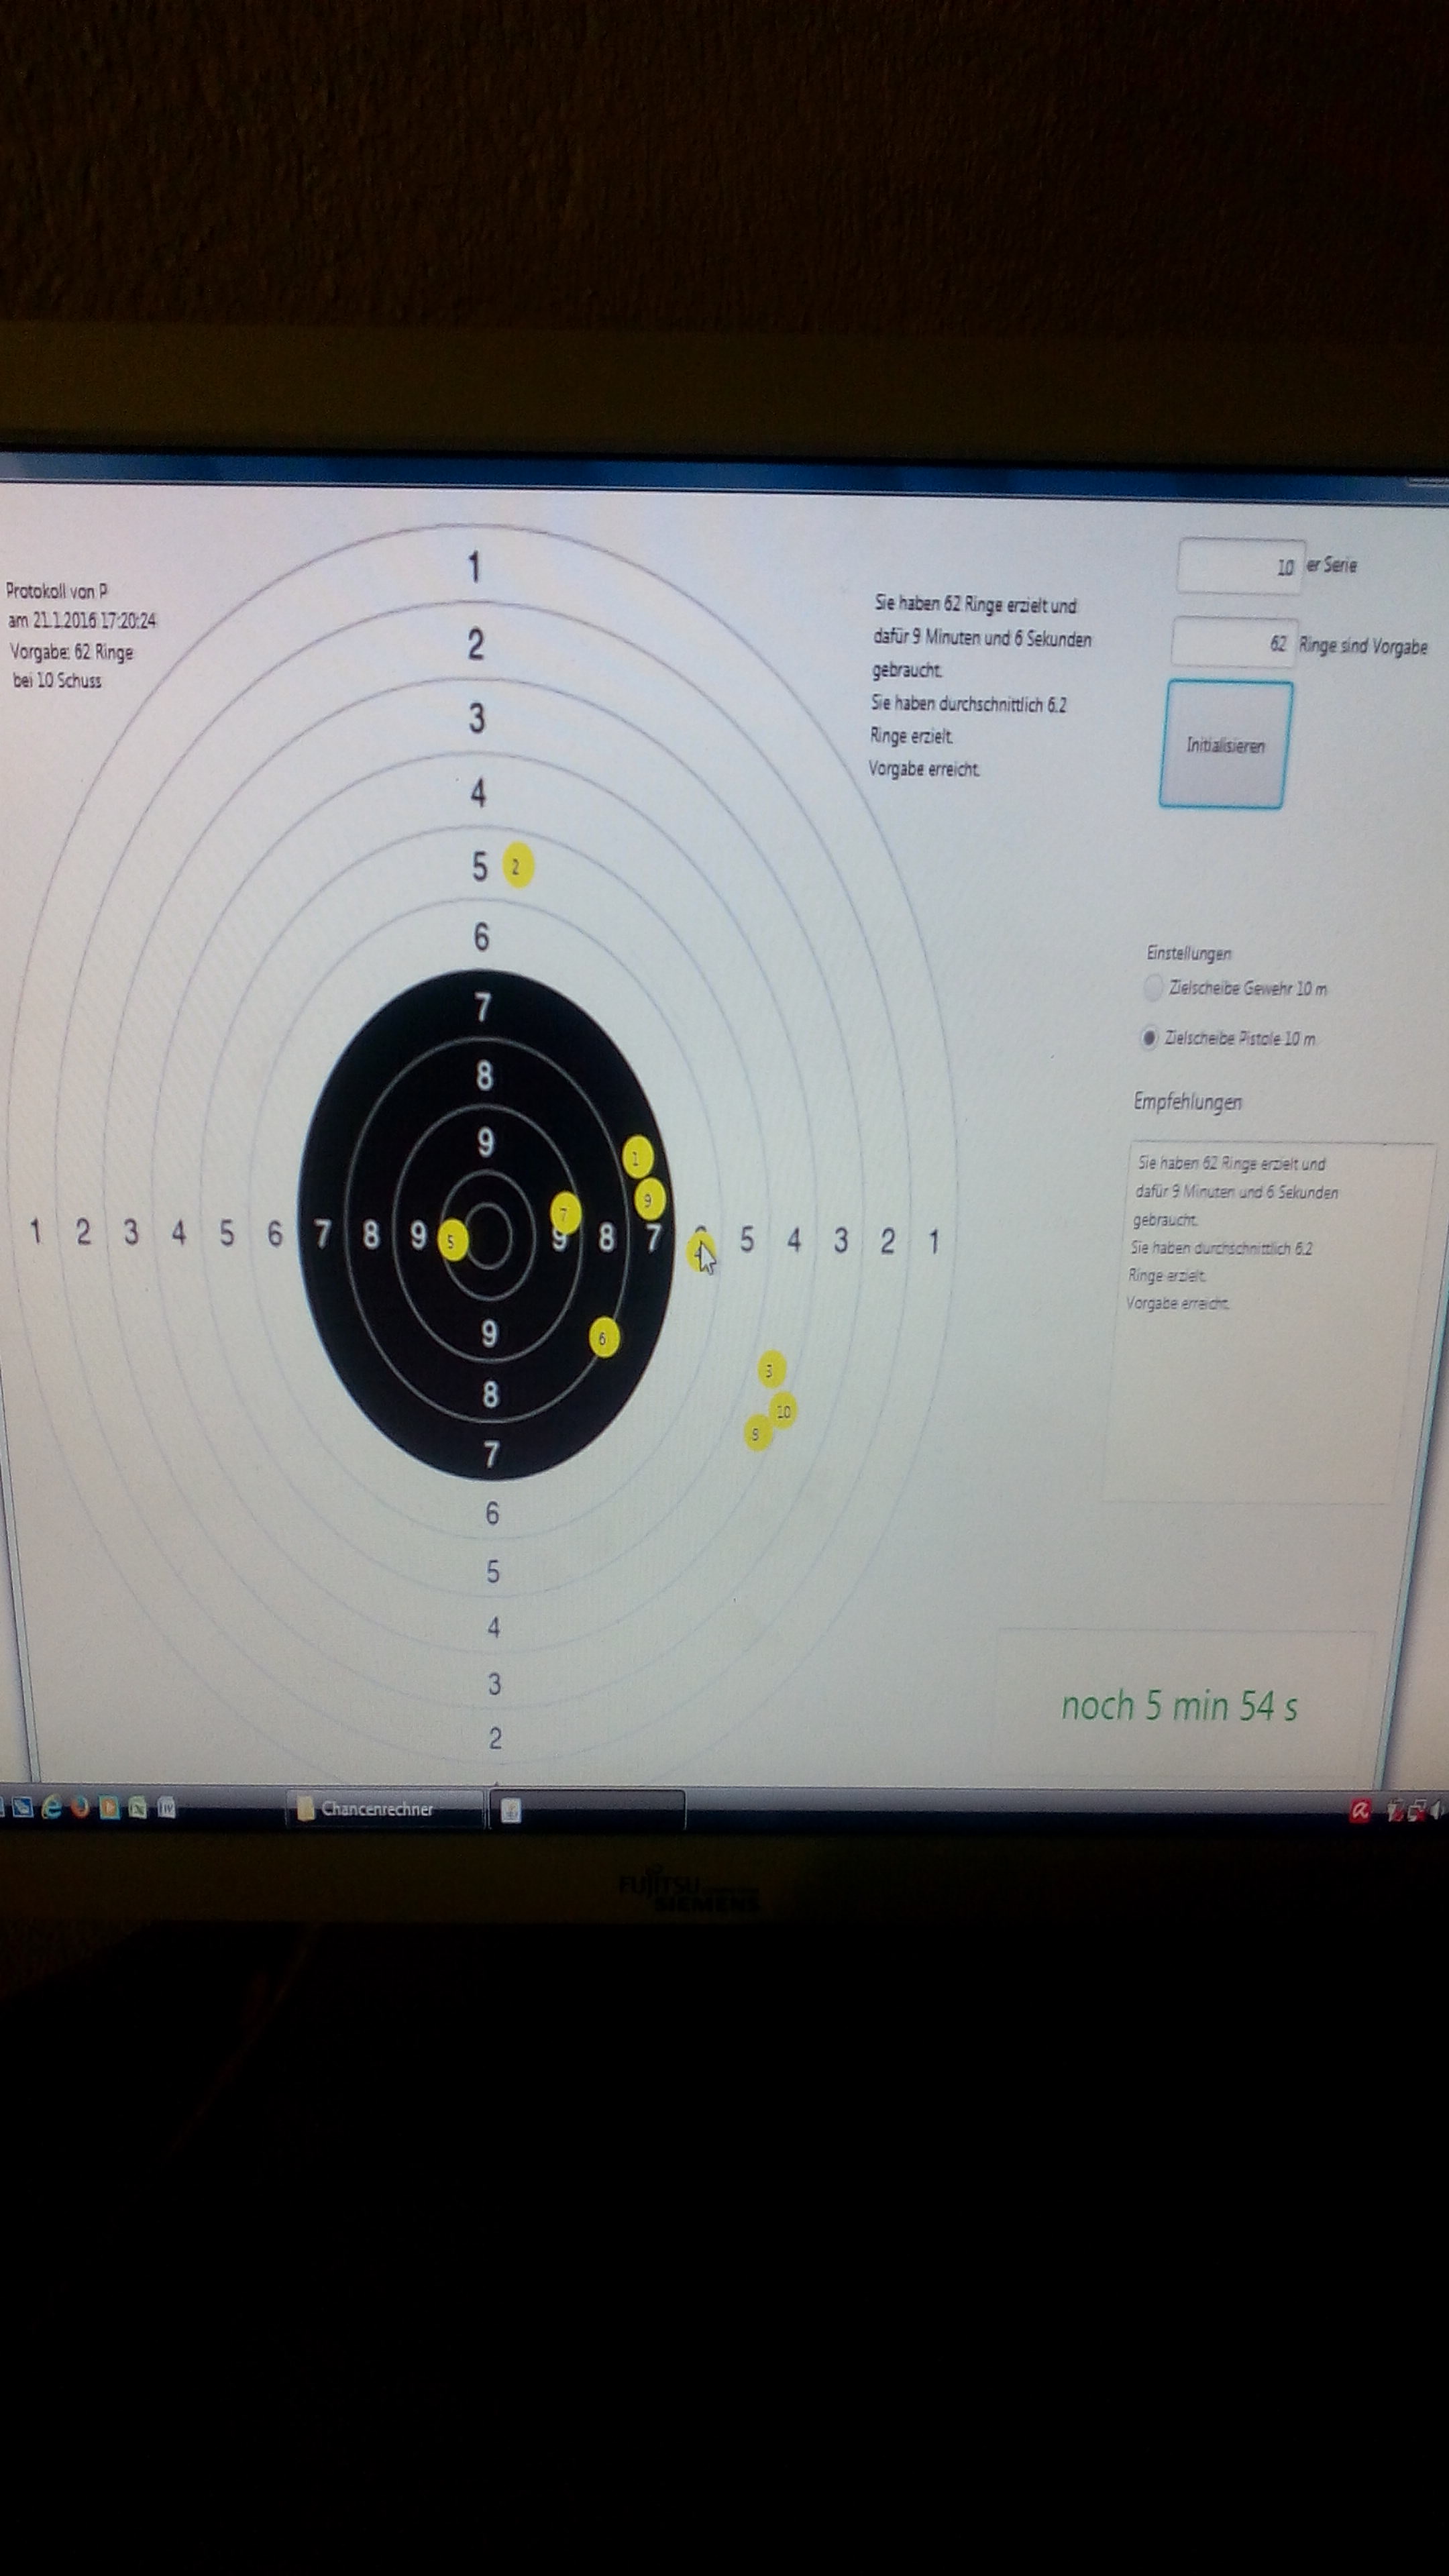 Protokoll von P
am 21.1.2016 17:20:24
Vorgabe: 62 Ringe
bei 10 Schuss
1
2
3
4
5 2
6
7
8
9
1
9
7
1 2 3 4 5 6 7 8 9 5 9 8 7 5 4 3 2 1
9 6
8 3
10
7
6
5
4
3
2
Sie haben 62 Ringe erzielt und
dafür 9 Minuten und 6 Sekunden
gebraucht.
Sie haben durchschnittlich 6.2
Ringe erzielt.
Vorgabe erreicht.
10 er Serie
62 Ringe sind Vorgabe
Initialisieren
Einstellungen
Zielscheibe Gewehr 10 m
Zielscheibe Pistole 10 m
Empfehlungen
Sie haben 62 Ringe erzielt und
dafür 9 Minuten und 6 Sekunden
gebraucht.
Sie haben durchschnittlich 6.2
Ringe erzielt.
Vorgabe erreicht.
noch 5 min 54 s
Chancenrechner
FUJITSU
SIEMENS